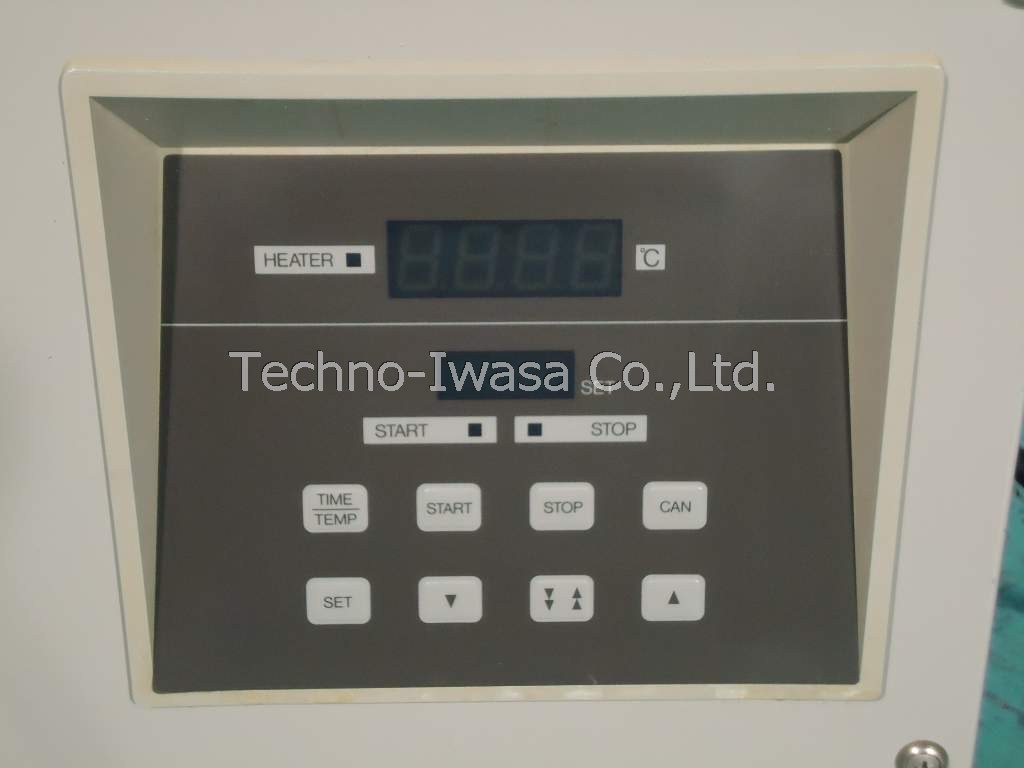 HEATER
℃
Techno-Iwasa Co.,Ltd.
SET
START
STOP
TIME
TEMP
START
STOP
CAN
SET
▼
▼▼ ▲▲
▲